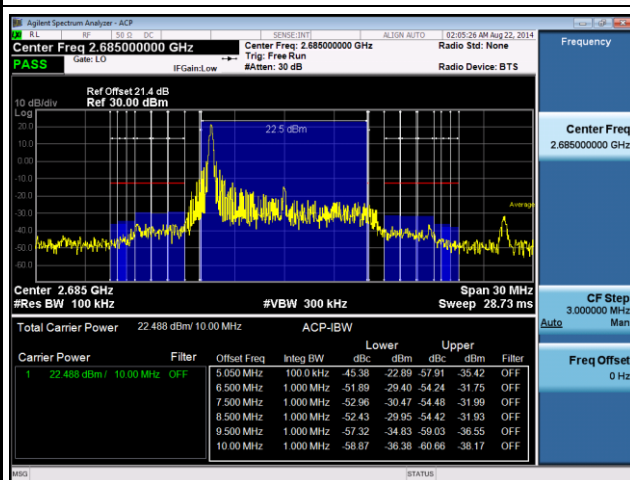 Agilent Spectrum Analyzer - ACP
RL RF 50 Ω DC SENSE:INT ALIGN AUTO 02:05:26 AM Aug 22, 2014
Center Freq 2.685000000 GHz Center Freq: 2.685000000 GHz Radio Std: None
PASS Gate: LO IFGain:Low Trig: Free Run
#Atten: 30 dB Radio Device: BTS
Frequency
Ref Offset 21.4 dB
10 dB/div Ref 30.00 dBm
Log
20.0
10.0
0.00
-10.0
-20.0
-30.0
-40.0
-50.0
-60.0
22.5 dBm
Average
Center 2.685 GHz Span 30 MHz
#Res BW 100 kHz #VBW 300 kHz Sweep 28.73 ms
Total Carrier Power 22.488 dBm/ 10.00 MHz ACP-IBW
Lower Upper
Carrier Power Filter Offset Freq Integ BW dBc dBm dBc dBm Filter
1 22.488 dBm / 10.00 MHz OFF 5.050 MHz 100.0 kHz -45.38 -22.89 -57.91 -35.42 OFF
6.500 MHz 1.000 MHz -51.89 -29.40 -54.24 -31.75 OFF
7.500 MHz 1.000 MHz -52.96 -30.47 -54.48 -31.99 OFF
8.500 MHz 1.000 MHz -52.43 -29.95 -54.42 -31.93 OFF
9.500 MHz 1.000 MHz -57.32 -34.83 -59.03 -36.55 OFF
10.00 MHz 1.000 MHz -58.87 -36.38 -60.66 -38.17 OFF
Center Freq
2.685000000 GHz
CF Step
3.000000 MHz
Auto Man
Freq Offset
0 Hz
MSG STATUS